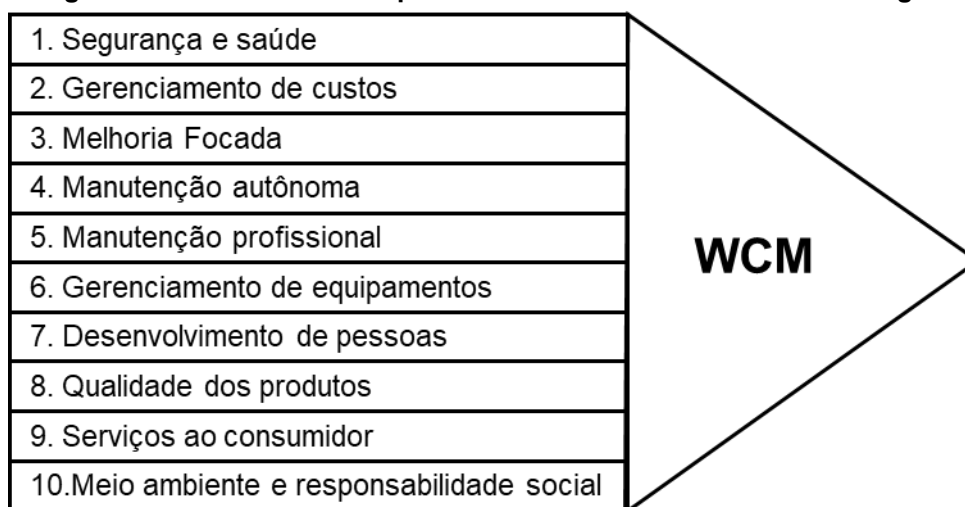 1. Segurança e saúde
2. Gerenciamento de custos
3. Melhoria Focada
4. Manutenção autônoma
5. Manutenção profissional
6. Gerenciamento de equipamentos
7. Desenvolvimento de pessoas
8. Qualidade dos produtos
9. Serviços ao consumidor
10.Meio ambiente e responsabilidade social
WCM